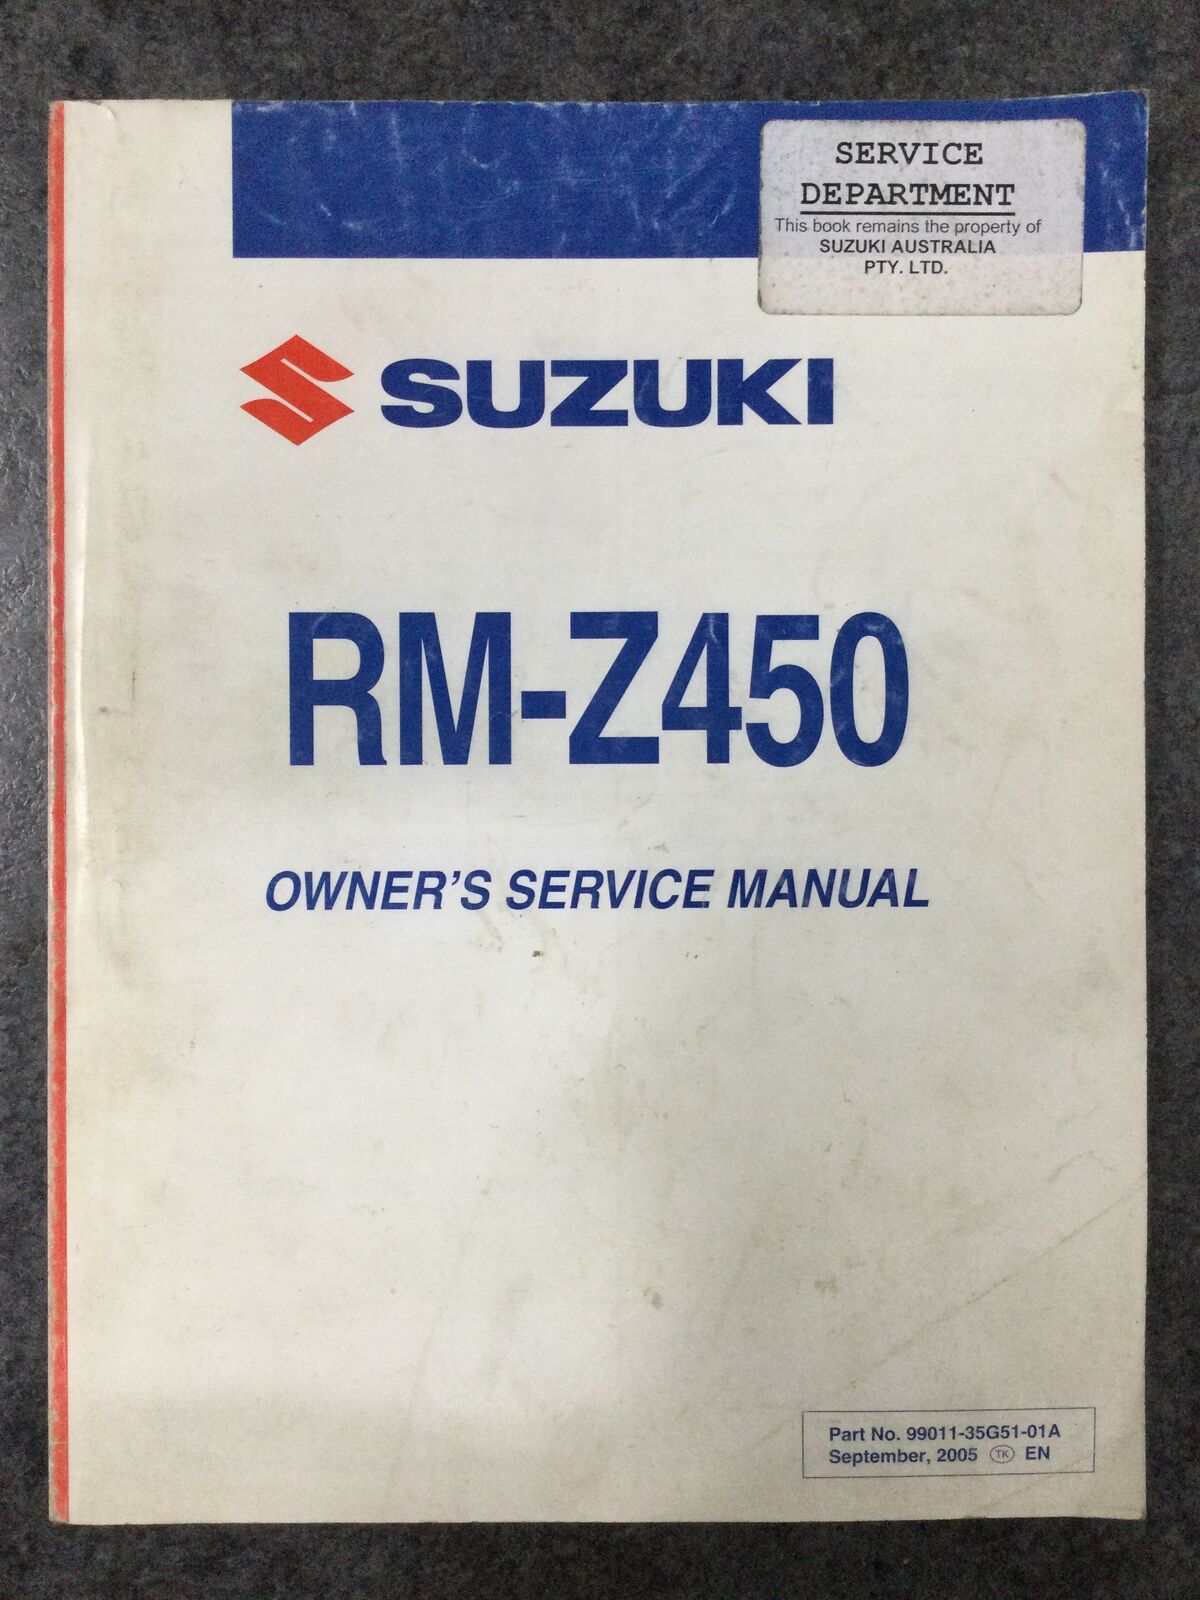 SERVICE
DEPARTMENT
This book remains the property of
SUZUKI AUSTRALIA
PTY. LTD.
SUZUKI
RM-Z450
OWNER'S SERVICE MANUAL
Part No. 99011-35G51-01A
September, 2005 TK EN